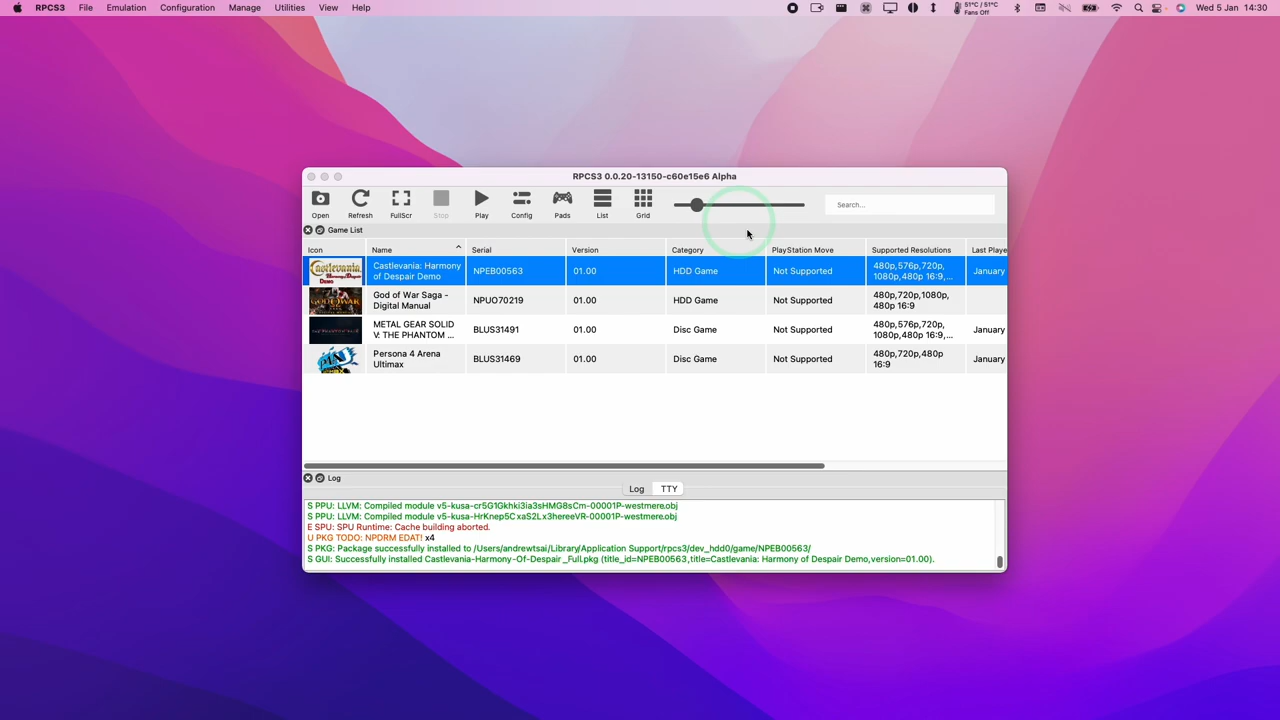 RPCS3 File Emulation Configuration Manage Utilities View Help
51°C / 51°C
Fans Off
Wed 5 Jan 14:30
RPCS3 0.0.20-13150-c60e15e6 Alpha
Open Refresh FullScr Stop Play Config Pads List Grid
Search...
Game List
Icon Name Serial Version Category PlayStation Move Supported Resolutions Last Playe
Castlevania: Harmony
of Despair Demo
NPEB00563 01.00 HDD Game Not Supported
480p,576p,720p,
1080p,480p 16:9,...
January
God of War Saga -
Digital Manual
NPUO70219 01.00 HDD Game Not Supported
480p,720p,1080p,
480p 16:9
METAL GEAR SOLID
V: THE PHANTOM ...
BLUS31491 01.00 Disc Game Not Supported
480p,576p,720p,
1080p,480p 16:9,...
January
Persona 4 Arena
Ultimax
BLUS31469 01.00 Disc Game Not Supported
480p,720p,480p
16:9
January
Log
Log TTY
S PPU: LLVM: Compiled module v5-kusa-cr5G1Gkhki3ia3sHMG8sCm-00001P-westmere.obj
S PPU: LLVM: Compiled module v5-kusa-HrKnep5CxaS2Lx3hereeVR-00001P-westmere.obj
E SPU: SPU Runtime: Cache building aborted.
U PKG TODO: NPDRM EDAT! x4
S PKG: Package successfully installed to /Users/andrewtsai/Library/Application Support/rpcs3/dev_hdd0/game/NPEB00563/
S GUI: Successfully installed Castlevania-Harmony-Of-Despair_Full.pkg (title_id=NPEB00563,title=Castlevania: Harmony of Despair Demo,version=01.00).